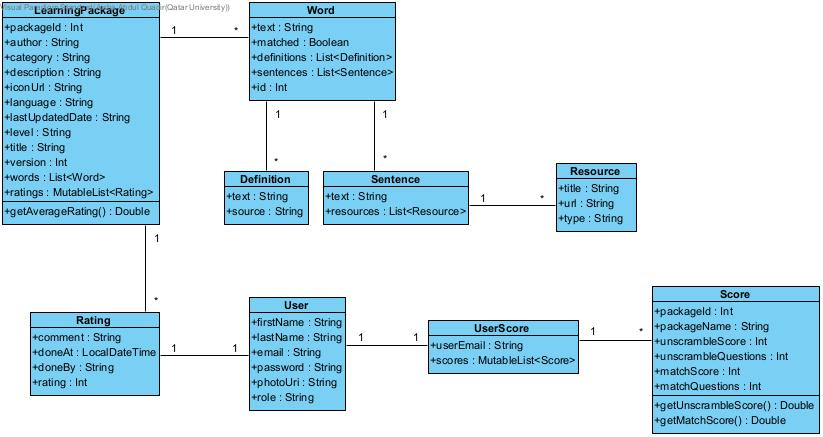 Visual Paradigm
Abdul Quaqer(Qatar University))
LearningPackage
+packageId : Int
+author : String
+category : String
+description : String
+iconUrl : String
+language : String
+lastUpdatedDate : String
+level : String
+title : String
+version : Int
+words : List<Word>
+ratings : MutableList<Rating>
+getAverageRating() : Double
1
*
Word
+text : String
+matched : Boolean
+definitions : List<Definition>
+sentences : List<Sentence>
+id : Int
1
*
1
*
Definition
+text : String
+source : String
Sentence
+text : String
+resources : List<Resource>
1
*
Resource
+title : String
+url : String
+type : String
1
*
Rating
+comment : String
+doneAt : LocalDateTime
+doneBy : String
+rating : Int
1
1
User
+firstName : String
+lastName : String
+email : String
+password : String
+photoUri : String
+role : String
1
1
UserScore
+userEmail : String
+scores : MutableList<Score>
1
*
Score
+packageId : Int
+packageName : String
+unscrambleScore : Int
+unscrambleQuestions : Int
+matchScore : Int
+matchQuestions : Int
+getUnscrambleScore() : Double
+getMatchScore() : Double